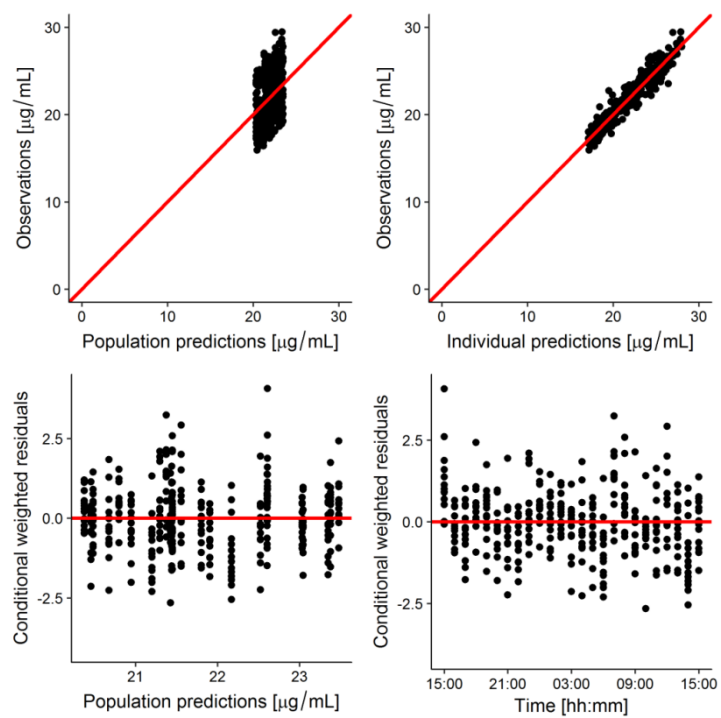 30
20
10
0
Observations [μg/mL]
0 10 20 30
Population predictions [μg/mL]
30
20
10
0
Observations [μg/mL]
0 10 20 30
Individual predictions [μg/mL]
2.5
0.0
-2.5
Conditional weighted residuals
21 22 23
Population predictions [μg/mL]
2.5
0.0
-2.5
Conditional weighted residuals
15:00 21:00 03:00 09:00 15:00
Time [hh:mm]